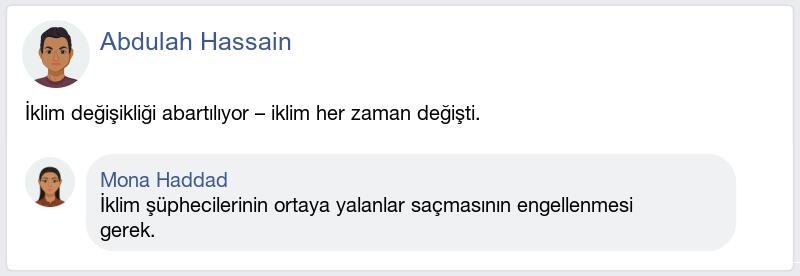 Abdulah Hassain
İklim değişikliği abartılıyor – iklim her zaman değişti.
Mona Haddad
İklim şüphecilerinin ortaya yalanlar saçmasının engellenmesi
gerek.